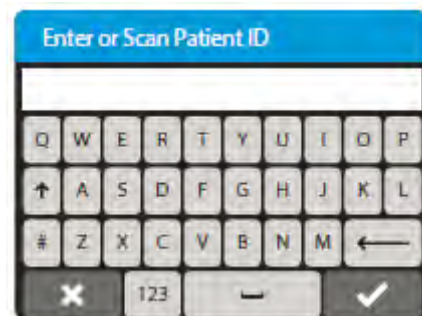 Enter or Scan Patient ID
Q W E R T Y U I O P
↑ A S D F G H J K L
# Z X C V B N M ←
✖ 123 ✔